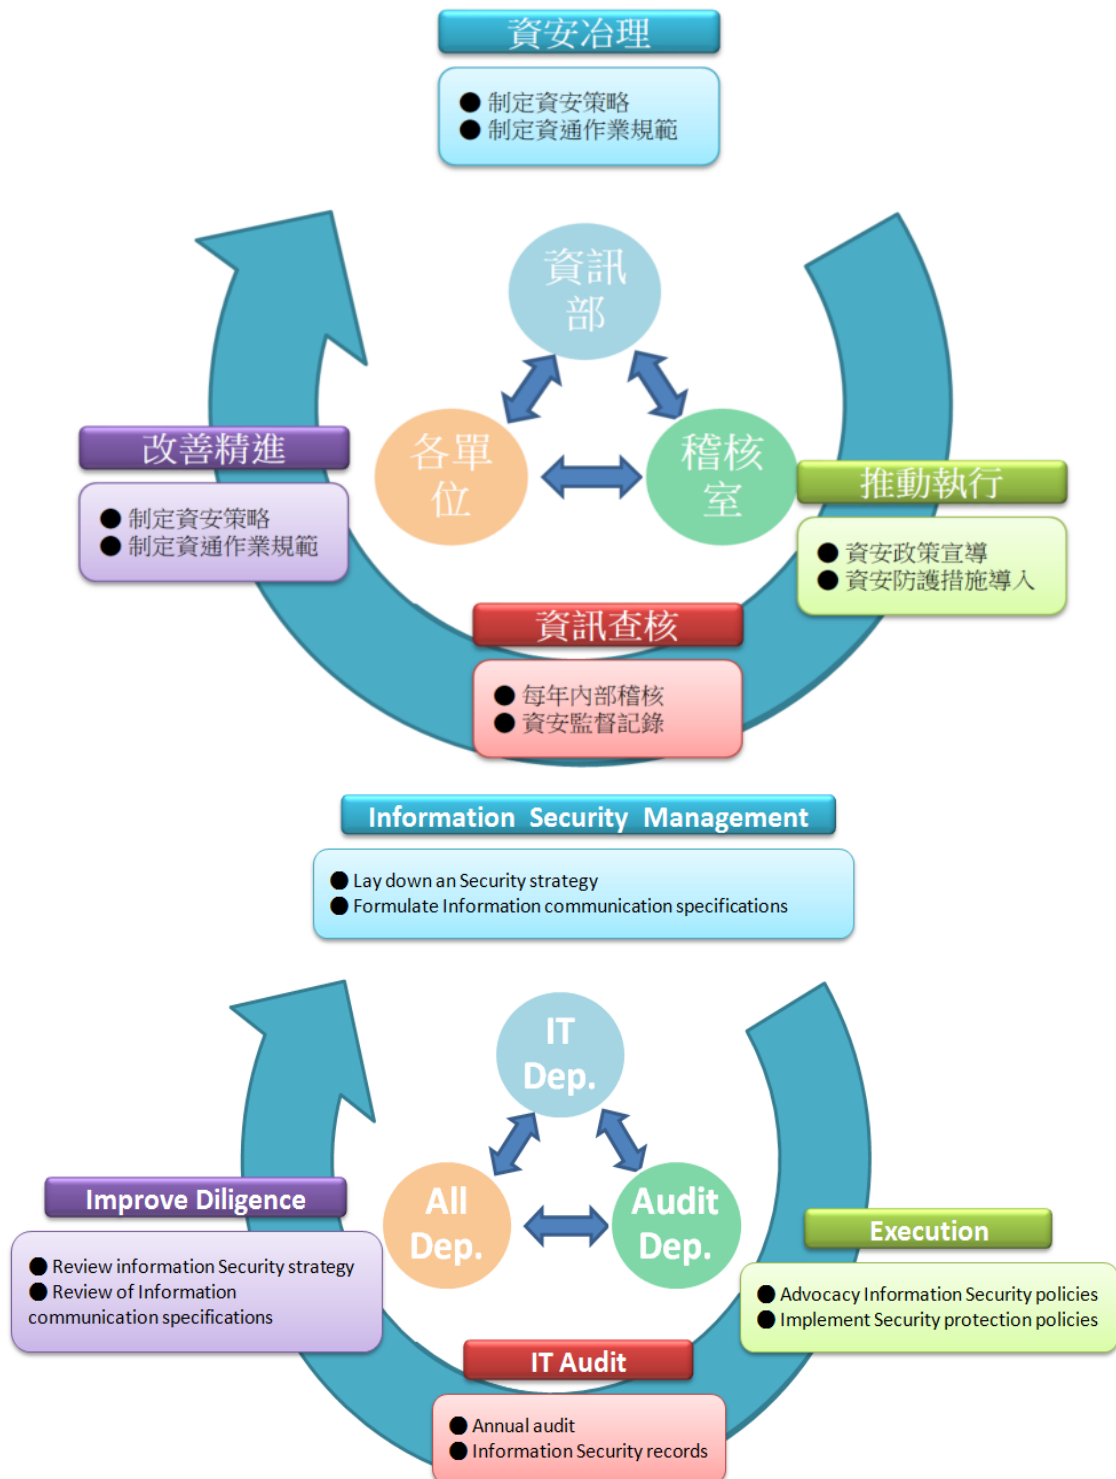 資安冶理
● 制定資安策略
● 制定資通作業規範
資訊
部
各單
位
稽核
室
改善精進
● 制定資安策略
● 制定資通作業規範
推動執行
● 資安政策宣導
● 資安防護措施導入
資訊查核
● 每年內部稽核
● 資安監督記錄
Information Security Management
● Lay down an Security strategy
● Formulate Information communication specifications
IT
Dep.
All
Dep.
Audit
Dep.
Improve Diligence
● Review information Security strategy
● Review of Information
communication specifications
Execution
● Advocacy Information Security policies
● Implement Security protection policies
IT Audit
● Annual audit
● Information Security records